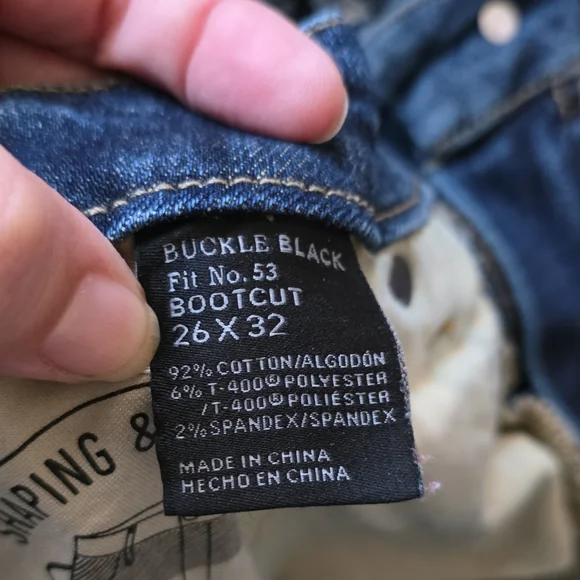 BUCKLE BLACK
Fit No. 53
BOOTCUT
26 X 32
92% COTTON/ALGODÓN
6% T-400® POLYESTER
/T-400® POLIÉSTER
2% SPANDEX/SPANDEX
MADE IN CHINA
HECHO EN CHINA
SHAPING &